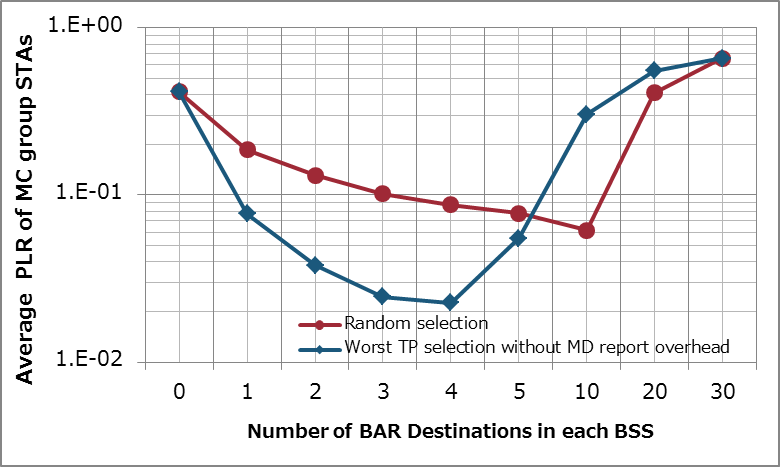 1.E+00
1.E-01
1.E-02
Average PLR of MC group STAs
Random selection
Worst TP selection without MD report overhead
0 1 2 3 4 5 10 20 30
Number of BAR Destinations in each BSS